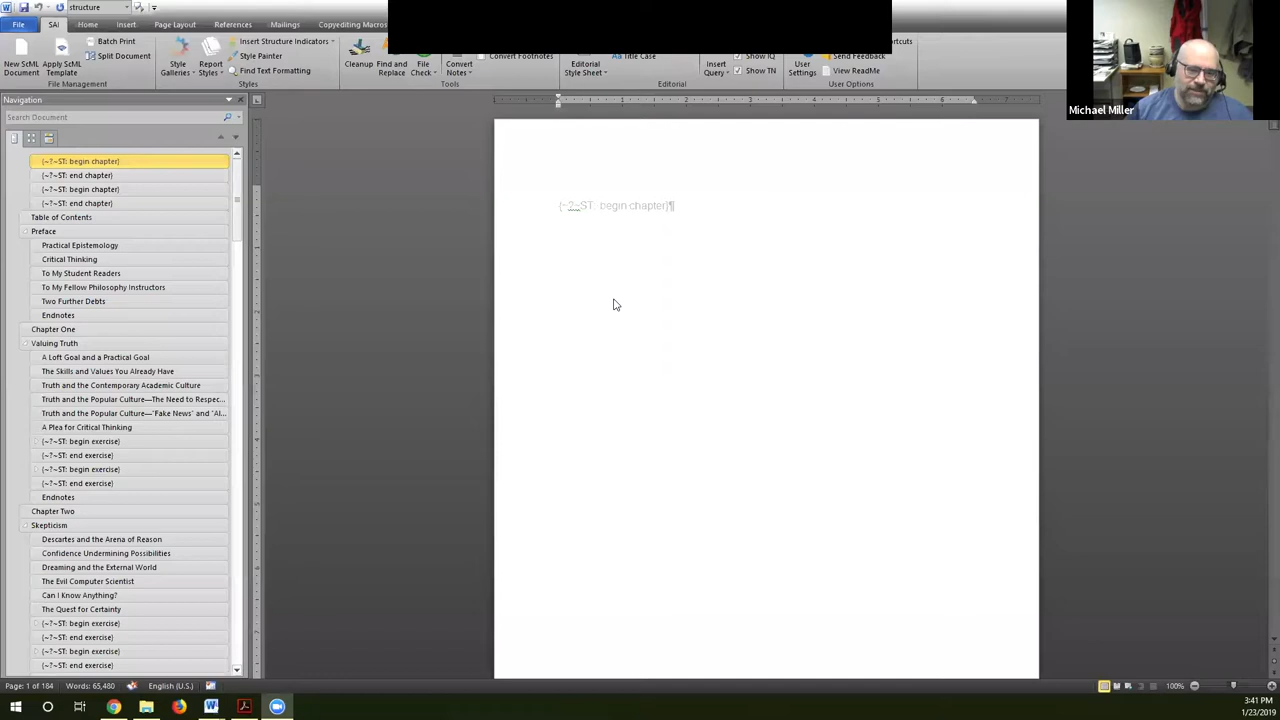 structure
File SAI Home Insert Page Layout References Mailings Copyediting Macros
New ScML Document
Apply ScML Template
Batch Print
Split Document
File Management
Style Galleries
Report Styles
Insert Structure Indicators
Style Painter
Find Text Formatting
Styles
Cleanup
Find and Replace
File Check
Convert Notes
Convert Footnotes
Tools
Editorial Style Sheet
Title Case
Insert Query
Show IQ
Show TN
Editorial
User Settings
Send Feedback
View ReadMe
User Options
Michael Miller
Navigation
Search Document
{~?~ST: begin chapter}
{~?~ST: end chapter}
{~?~ST: begin chapter}
{~?~ST: end chapter}
Table of Contents
Preface
Practical Epistemology
Critical Thinking
To My Student Readers
To My Fellow Philosophy Instructors
Two Further Debts
Endnotes
Chapter One
Valuing Truth
A Loft Goal and a Practical Goal
The Skills and Values You Already Have
Truth and the Contemporary Academic Culture
Truth and the Popular Culture—The Need to Respec...
Truth and the Popular Culture—"Fake News" and "Al...
A Plea for Critical Thinking
{~?~ST: begin exercise}
{~?~ST: end exercise}
{~?~ST: begin exercise}
{~?~ST: end exercise}
Endnotes
Chapter Two
Skepticism
Descartes and the Arena of Reason
Confidence Undermining Possibilities
Dreaming and the External World
The Evil Computer Scientist
Can I Know Anything?
The Quest for Certainty
{~?~ST: begin exercise}
{~?~ST: end exercise}
{~?~ST: begin exercise}
{~?~ST: end exercise}
{~?~ST: begin chapter}¶
Page: 1 of 184 Words: 65,480 English (U.S.) 100%
3:41 PM
1/23/2019